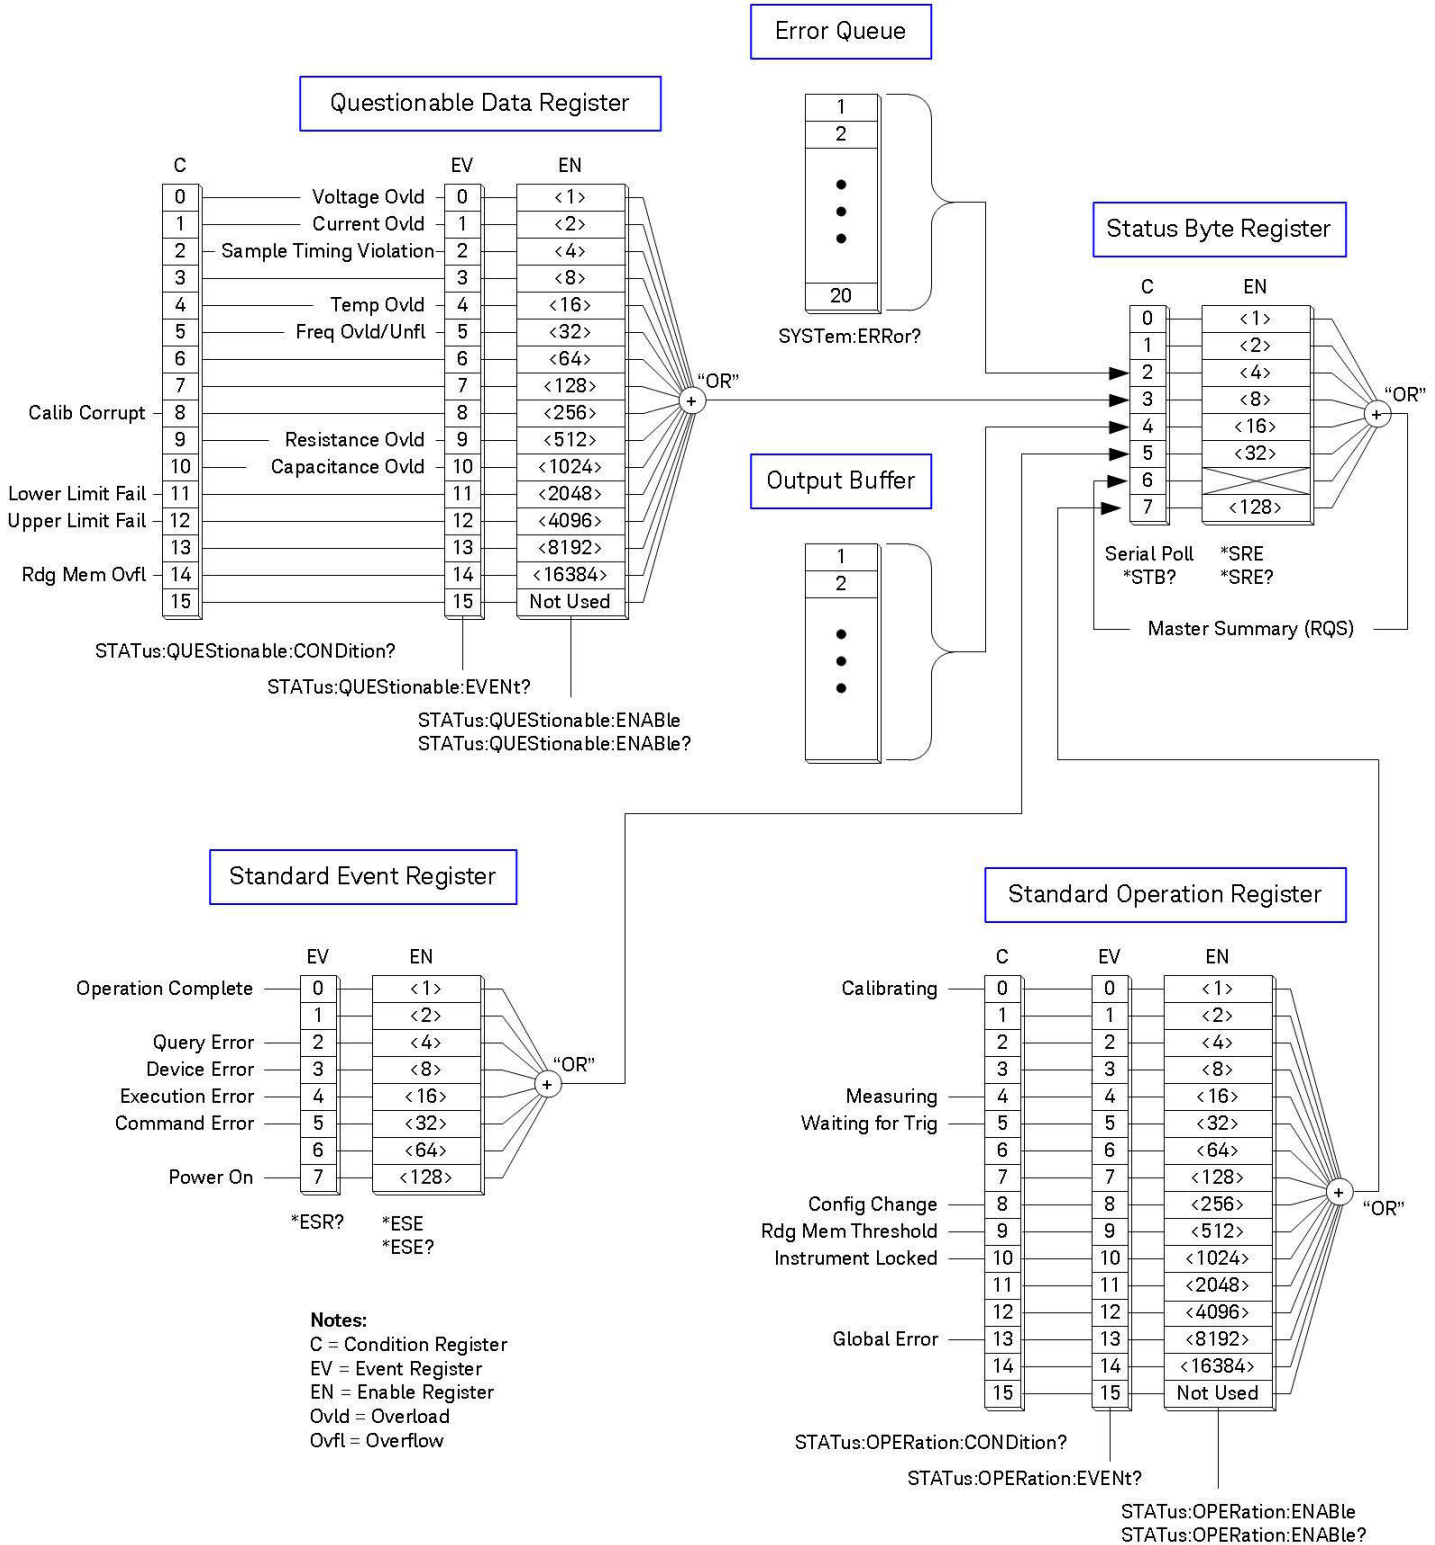 Error Queue
1
2
20
SYSTem:ERRor?
Questionable Data Register
C EV EN
0 Voltage Ovld 0 <1>
1 Current Ovld 1 <2>
2 Sample Timing Violation 2 <4>
3 3 <8>
4 Temp Ovld 4 <16>
5 Freq Ovld/Unfl 5 <32>
6 6 <64>
7 7 <128>
Calib Corrupt 8 8 <256>
9 Resistance Ovld 9 <512>
10 Capacitance Ovld 10 <1024>
Lower Limit Fail 11 11 <2048>
Upper Limit Fail 12 12 <4096>
13 13 <8192>
Rdg Mem Ovfl 14 14 <16384>
15 15 Not Used
“OR”
+
STATus:QUEStionable:CONDition?
STATus:QUEStionable:EVENt?
STATus:QUEStionable:ENABle
STATus:QUEStionable:ENABle?
Output Buffer
1
2
Status Byte Register
C EN
0 <1>
1 <2>
2 <4>
3 <8>
4 <16>
5 <32>
6
7 <128>
“OR”
+
Serial Poll *SRE
*STB? *SRE?
Master Summary (RQS)
Standard Event Register
EV EN
Operation Complete 0 <1>
1 <2>
Query Error 2 <4>
Device Error 3 <8>
Execution Error 4 <16>
Command Error 5 <32>
6 <64>
Power On 7 <128>
“OR”
+
*ESR? *ESE
*ESE?
Notes:
C = Condition Register
EV = Event Register
EN = Enable Register
Ovld = Overload
Ovfl = Overflow
Standard Operation Register
C EV EN
Calibrating 0 0 <1>
1 1 <2>
2 2 <4>
3 3 <8>
Measuring 4 4 <16>
Waiting for Trig 5 5 <32>
6 6 <64>
7 7 <128>
Config Change 8 8 <256>
Rdg Mem Threshold 9 9 <512>
Instrument Locked 10 10 <1024>
11 11 <2048>
12 12 <4096>
Global Error 13 13 <8192>
14 14 <16384>
15 15 Not Used
+
“OR”
STATus:OPERation:CONDition?
STATus:OPERation:EVENt?
STATus:OPERation:ENABle
STATus:OPERation:ENABle?